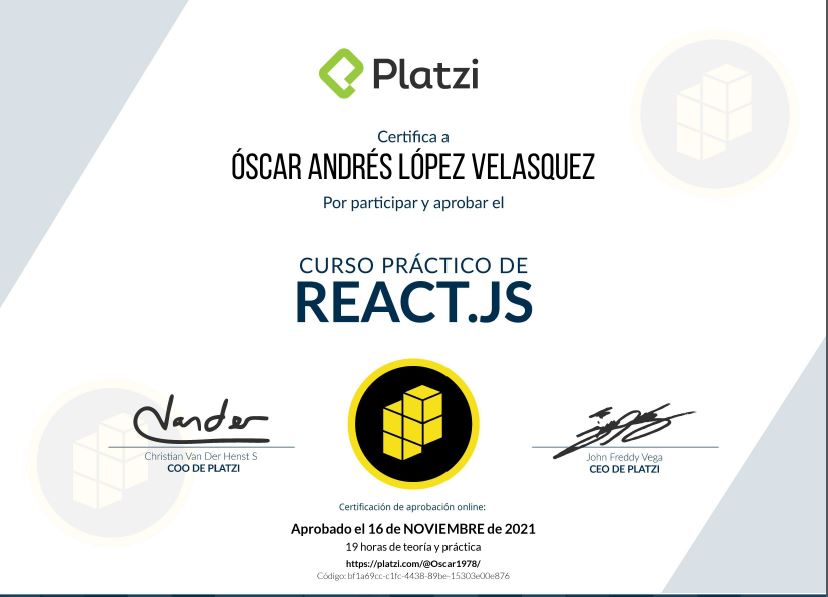 Platzi
Certifica a
ÓSCAR ANDRÉS LÓPEZ VELASQUEZ
Por participar y aprobar el
CURSO PRÁCTICO DE
REACT.JS
Vander
Christian Van Der Henst S
COO DE PLATZI
John Freddy Vega
CEO DE PLATZI
Certificación de aprobación online:
Aprobado el 16 de NOVIEMBRE de 2021
19 horas de teoría y práctica
https://platzi.com/@Oscar1978/
Código: bf1a69cc-c1fc-4438-89be-15303e00e876